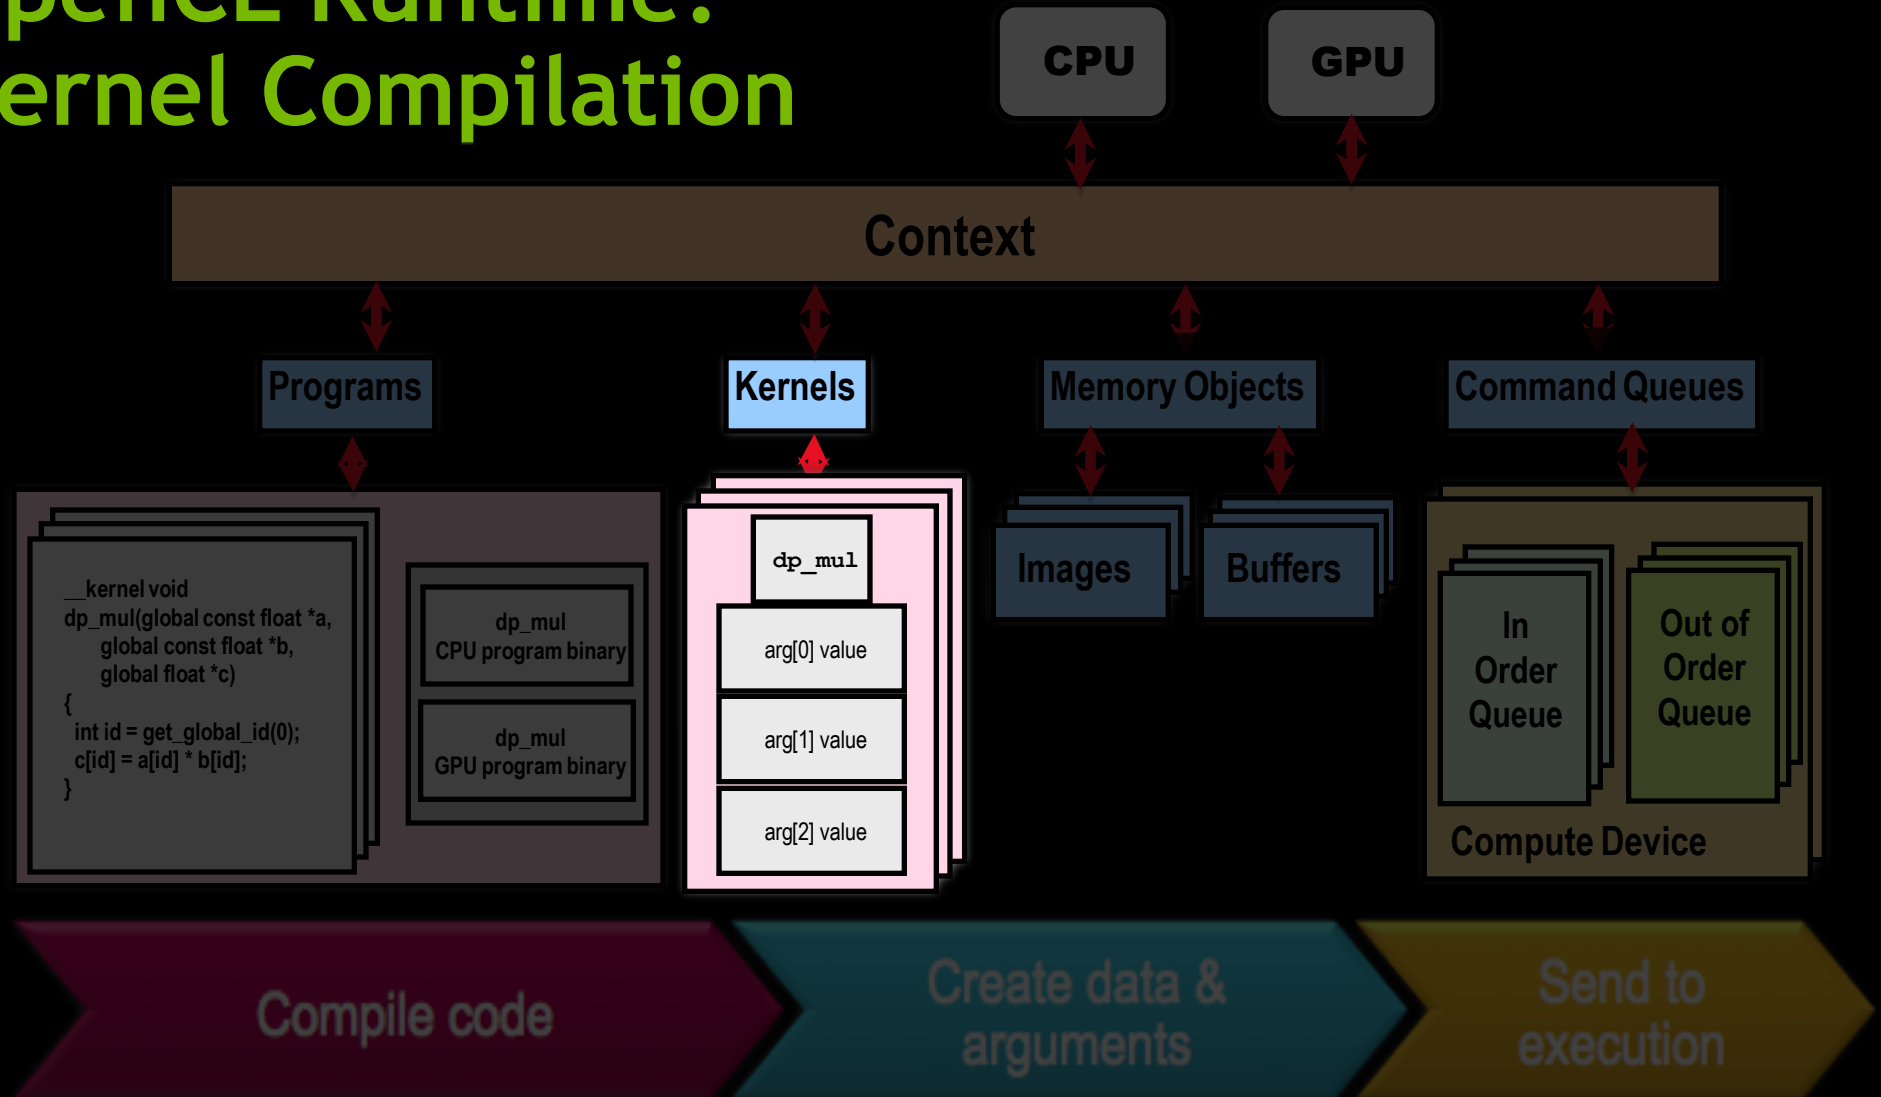 penCL Runtime:
ernel Compilation
CPU
GPU
Context
Programs
Kernels
Memory Objects
Command Queues
__kernel void
dp_mul(global const float *a,
global const float *b,
global float *c)
{
int id = get_global_id(0);
c[id] = a[id] * b[id];
}
dp_mul
CPU program binary
dp_mul
GPU program binary
dp_mul
arg[0] value
arg[1] value
arg[2] value
Images
Buffers
In
Order
Queue
Out of
Order
Queue
Compute Device
Compile code
Create data &
arguments
Send to
execution